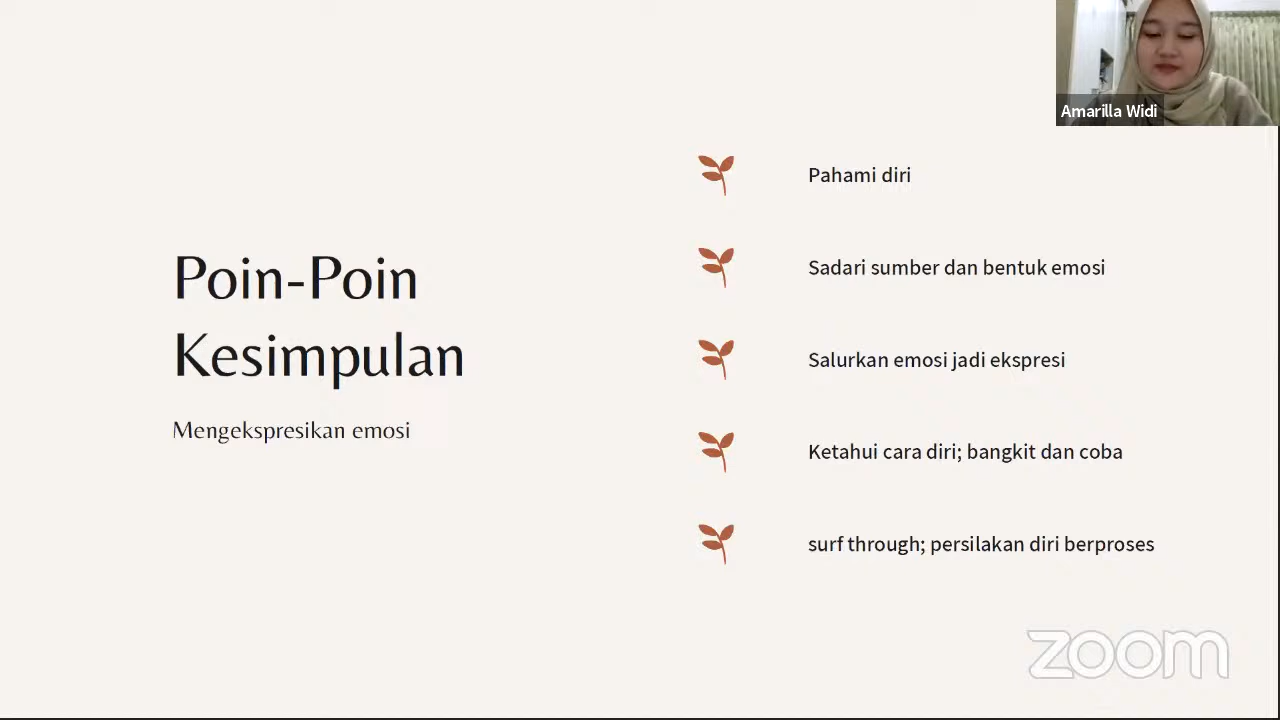 Amarilla Widi
Poin-Poin
Kesimpulan
Mengekspresikan emosi
Pahami diri
Sadari sumber dan bentuk emosi
Salurkan emosi jadi ekspresi
Ketahui cara diri; bangkit dan coba
surf through; persilakan diri berproses
zoom